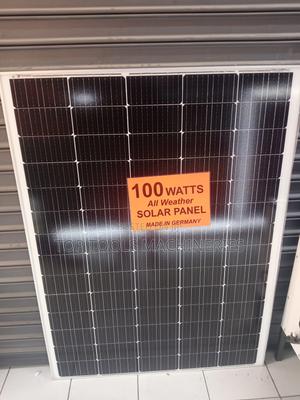 100 WATTS
All Weather
SOLAR PANEL
MADE IN GERMANY